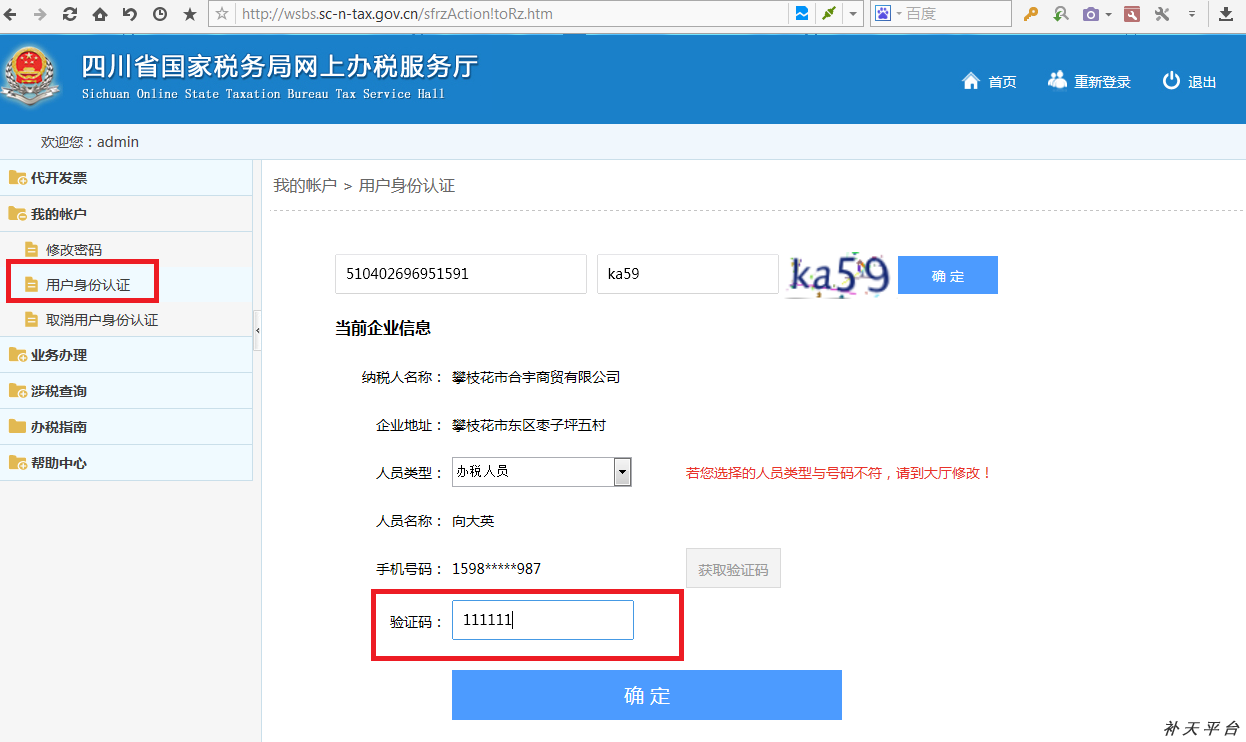 http://wsbs.sc-n-tax.gov.cn/sfrzAction!toRz.htm
百度
四川省国家税务局网上办税服务厅
Sichuan Online State Taxation Bureau Tax Service Hall
首页
重新登录
退出
欢迎您：admin
代开发票
我的帐户
修改密码
用户身份认证
取消用户身份认证
业务办理
涉税查询
办税指南
帮助中心
我的帐户 > 用户身份认证
510402696951591
ka59
ka59
确 定
当前企业信息
纳税人名称： 攀枝花市合宇商贸有限公司
企业地址： 攀枝花市东区枣子坪五村
人员类型： 办税人员 若您选择的人员类型与号码不符，请到大厅修改！
人员名称： 向大英
手机号码： 1598*****987 获取验证码
验证码： 111111
确 定
补天平台